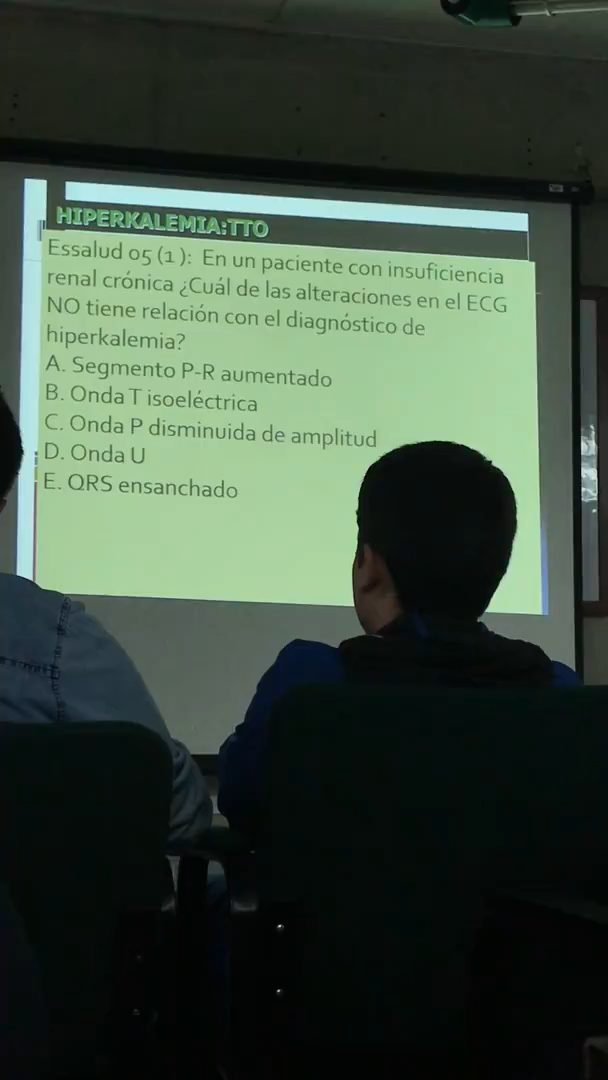 HIPERKALEMIA:TTO
Essalud 05 (1 ): En un paciente con insuficiencia
renal crónica ¿Cuál de las alteraciones en el ECG
NO tiene relación con el diagnóstico de
hiperkalemia?
A. Segmento P-R aumentado
B. Onda T isoeléctrica
C. Onda P disminuida de amplitud
D. Onda U
E. QRS ensanchado